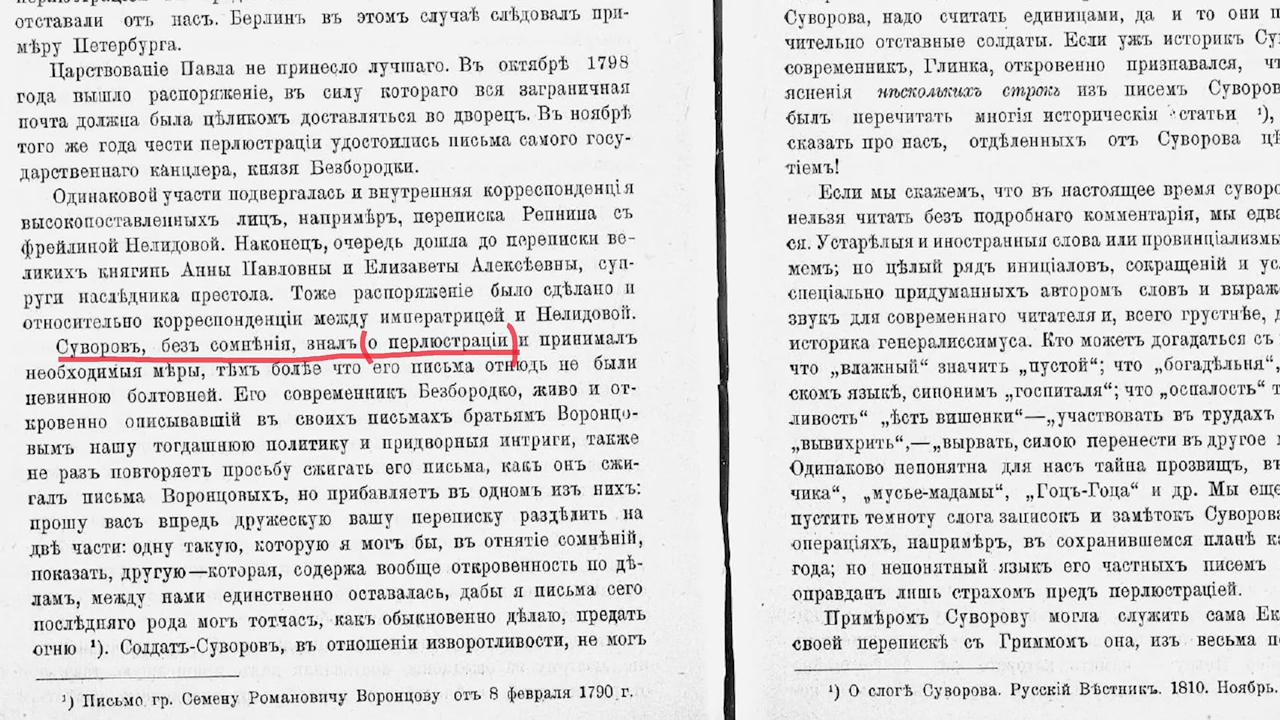 отставали отъ насъ. Берлинъ въ этомъ случаѣ слѣдовалъ при-
мѣру Петербурга.
Царствованіе Павла не принесло лучшаго. Въ октябрѣ 1798
года вышло распоряженіе, въ силу котораго вся заграничная
почта должна была цѣликомъ доставляться во дворецъ. Въ ноябрѣ
того же года чести перлюстраціи удостоились письма самого госу-
дарственнаго канцлера, князя Безбородки.
Одинаковой участи подвергалась и внутренняя корреспонденція
высокопоставленныхъ лицъ, напримѣръ, переписка Репнина съ
фрейлиной Нелидовой. Наконецъ, очередь дошла до переписки ве-
ликихъ княгинь Анны Павловны и Елизаветы Алексѣевны, суп-
руги наслѣдника престола. Тоже распоряженіе было сдѣлано и
относительно корреспонденціи между императрицей и Нелидовой.
Суворовъ, безъ сомнѣнія, зналъ о перлюстраціи и принималъ
необходимыя мѣры, тѣмъ болѣе что его письма отнюдь не были
невинною болтовней. Его современникъ Безбородко, живо и от-
кровенно описывавшій въ своихъ письмахъ братьямъ Воронцо-
вымъ нашу тогдашнюю политику и придворныя интриги, также
не разъ повторяетъ просьбу сжигать его письма, какъ онъ сжи-
галъ письма Воронцовыхъ, но прибавляетъ въ одномъ изъ нихъ:
прошу васъ впредь дружескую вашу переписку раздѣлить на
двѣ части: одну такую, которую я могъ бы, въ отнятіе сомнѣній,
показать, другую—которая, содержа вообще откровенность по дѣ-
ламъ, между нами единственно оставалась, дабы я письма сего
послѣдняго рода могъ тотчасъ, какъ обыкновенно дѣлаю, предать
огню ¹). Солдатъ-Суворовъ, въ отношеніи изворотливости, не могъ
¹) Письмо гр. Семену Романовичу Воронцову отъ 8 февраля 1790 г.
Суворова, надо считать единицами, да и то они
чительно отставные солдаты. Если ужъ историкъ
современникъ, Глинка, откровенно признавался,
ясненія нѣсколькихъ строкъ изъ писемъ
былъ перечитать многія историческія статьи ¹),
сказать про насъ, отдѣленныхъ отъ Суворова
тіемъ!
Если мы скажемъ, что въ настоящее время
нельзя читать безъ подробнаго комментарія, мы
ся. Устарѣлыя и иностранныя слова или провинціализмы
мемъ; но цѣлый рядъ иниціаловъ, сокращеній и
спеціально придуманныхъ авторомъ словъ и
звукъ для современнаго читателя и, всего грустнѣе,
историка генералиссимуса. Кто можетъ догадаться съ
что „влажный“ значитъ „пустой“; что „богадѣльня“,
скомъ языкѣ, синонимъ „госпиталя“; что „оспалость“
ливость“ „ѣсть вишенки“—„участвовать въ трудахъ
„вывихрить“,—„вырвать, силою перенести въ другое
Одинаково непонятна для насъ тайна прозвищъ,
чика“, „мусье-мадамы“, „Гоцъ-Гоца“ и др. Мы еще
пустить темноту слога записокъ и замѣтокъ Суворова
операціяхъ, напримѣръ, въ сохранившемся планѣ
года; но непонятный языкъ его частныхъ писемъ
оправданъ лишь страхомъ предъ перлюстраціей.
Примѣромъ Суворову могла служить сама
своей перепискѣ съ Гриммомъ она, изъ весьма
¹) О слогѣ Суворова. Русскій Вѣстникъ. 1810. Ноябрь.